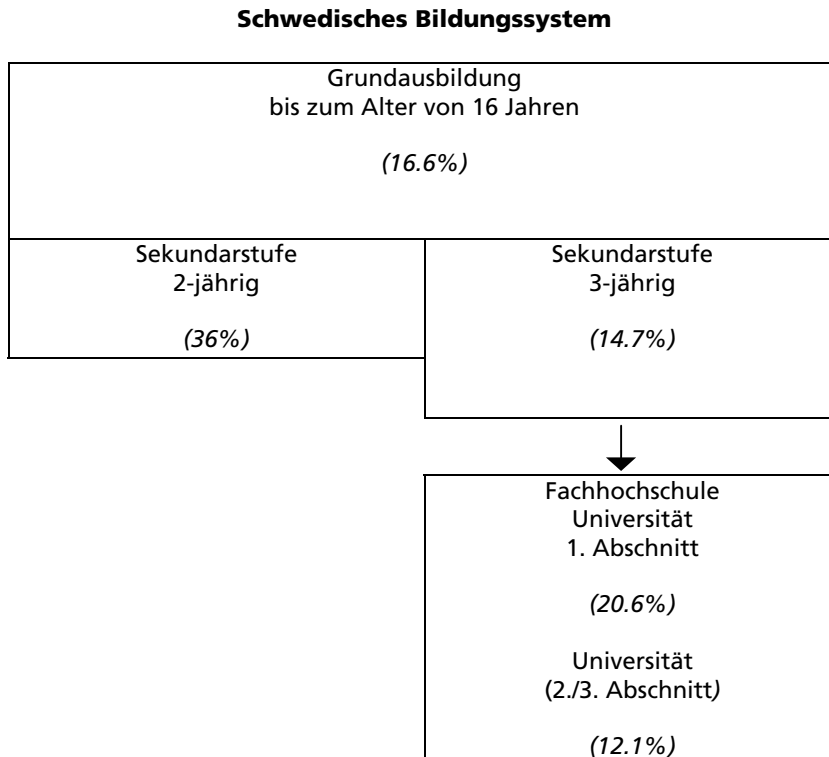 Schwedisches Bildungssystem
Grundausbildung
bis zum Alter von 16 Jahren
(16.6%)
Sekundarstufe
2-jährig
(36%)
Sekundarstufe
3-jährig
(14.7%)
Fachhochschule
Universität
1. Abschnitt
(20.6%)
Universität
(2./3. Abschnitt)
(12.1%)